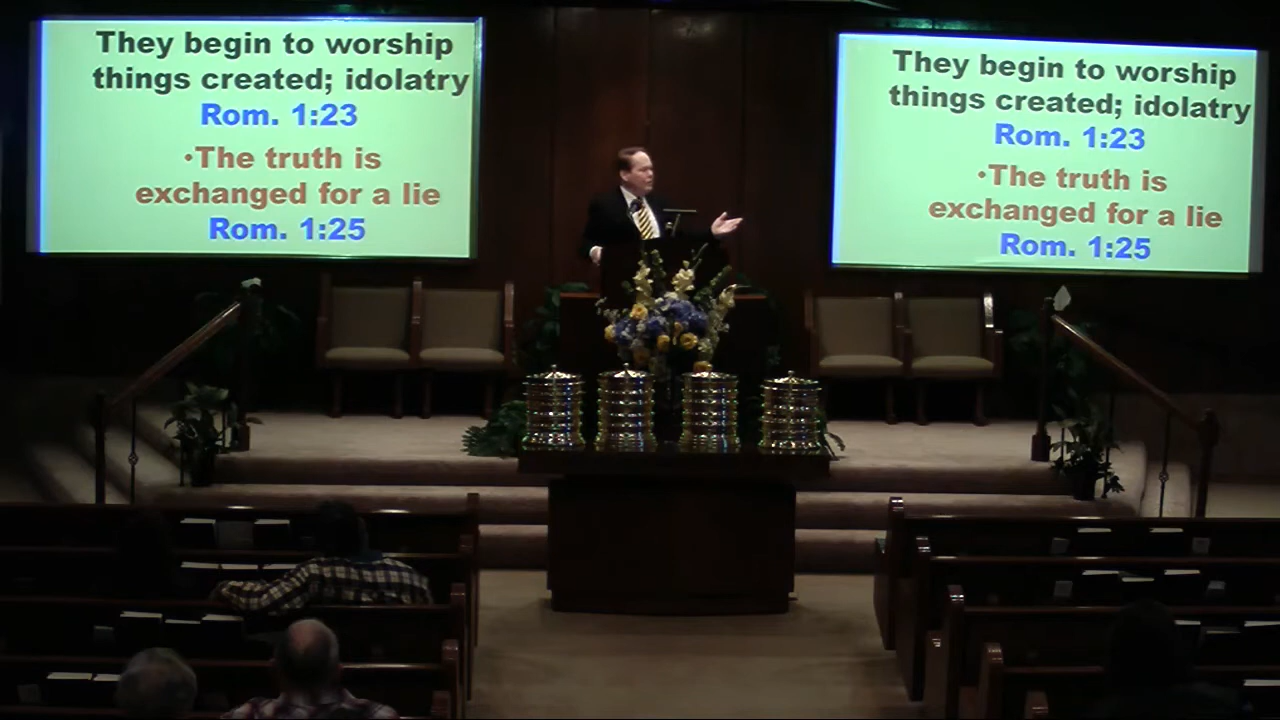 They begin to worship
things created; idolatry
Rom. 1:23
•The truth is
exchanged for a lie
Rom. 1:25
They begin to worship
things created; idolatry
Rom. 1:23
•The truth is
exchanged for a lie
Rom. 1:25